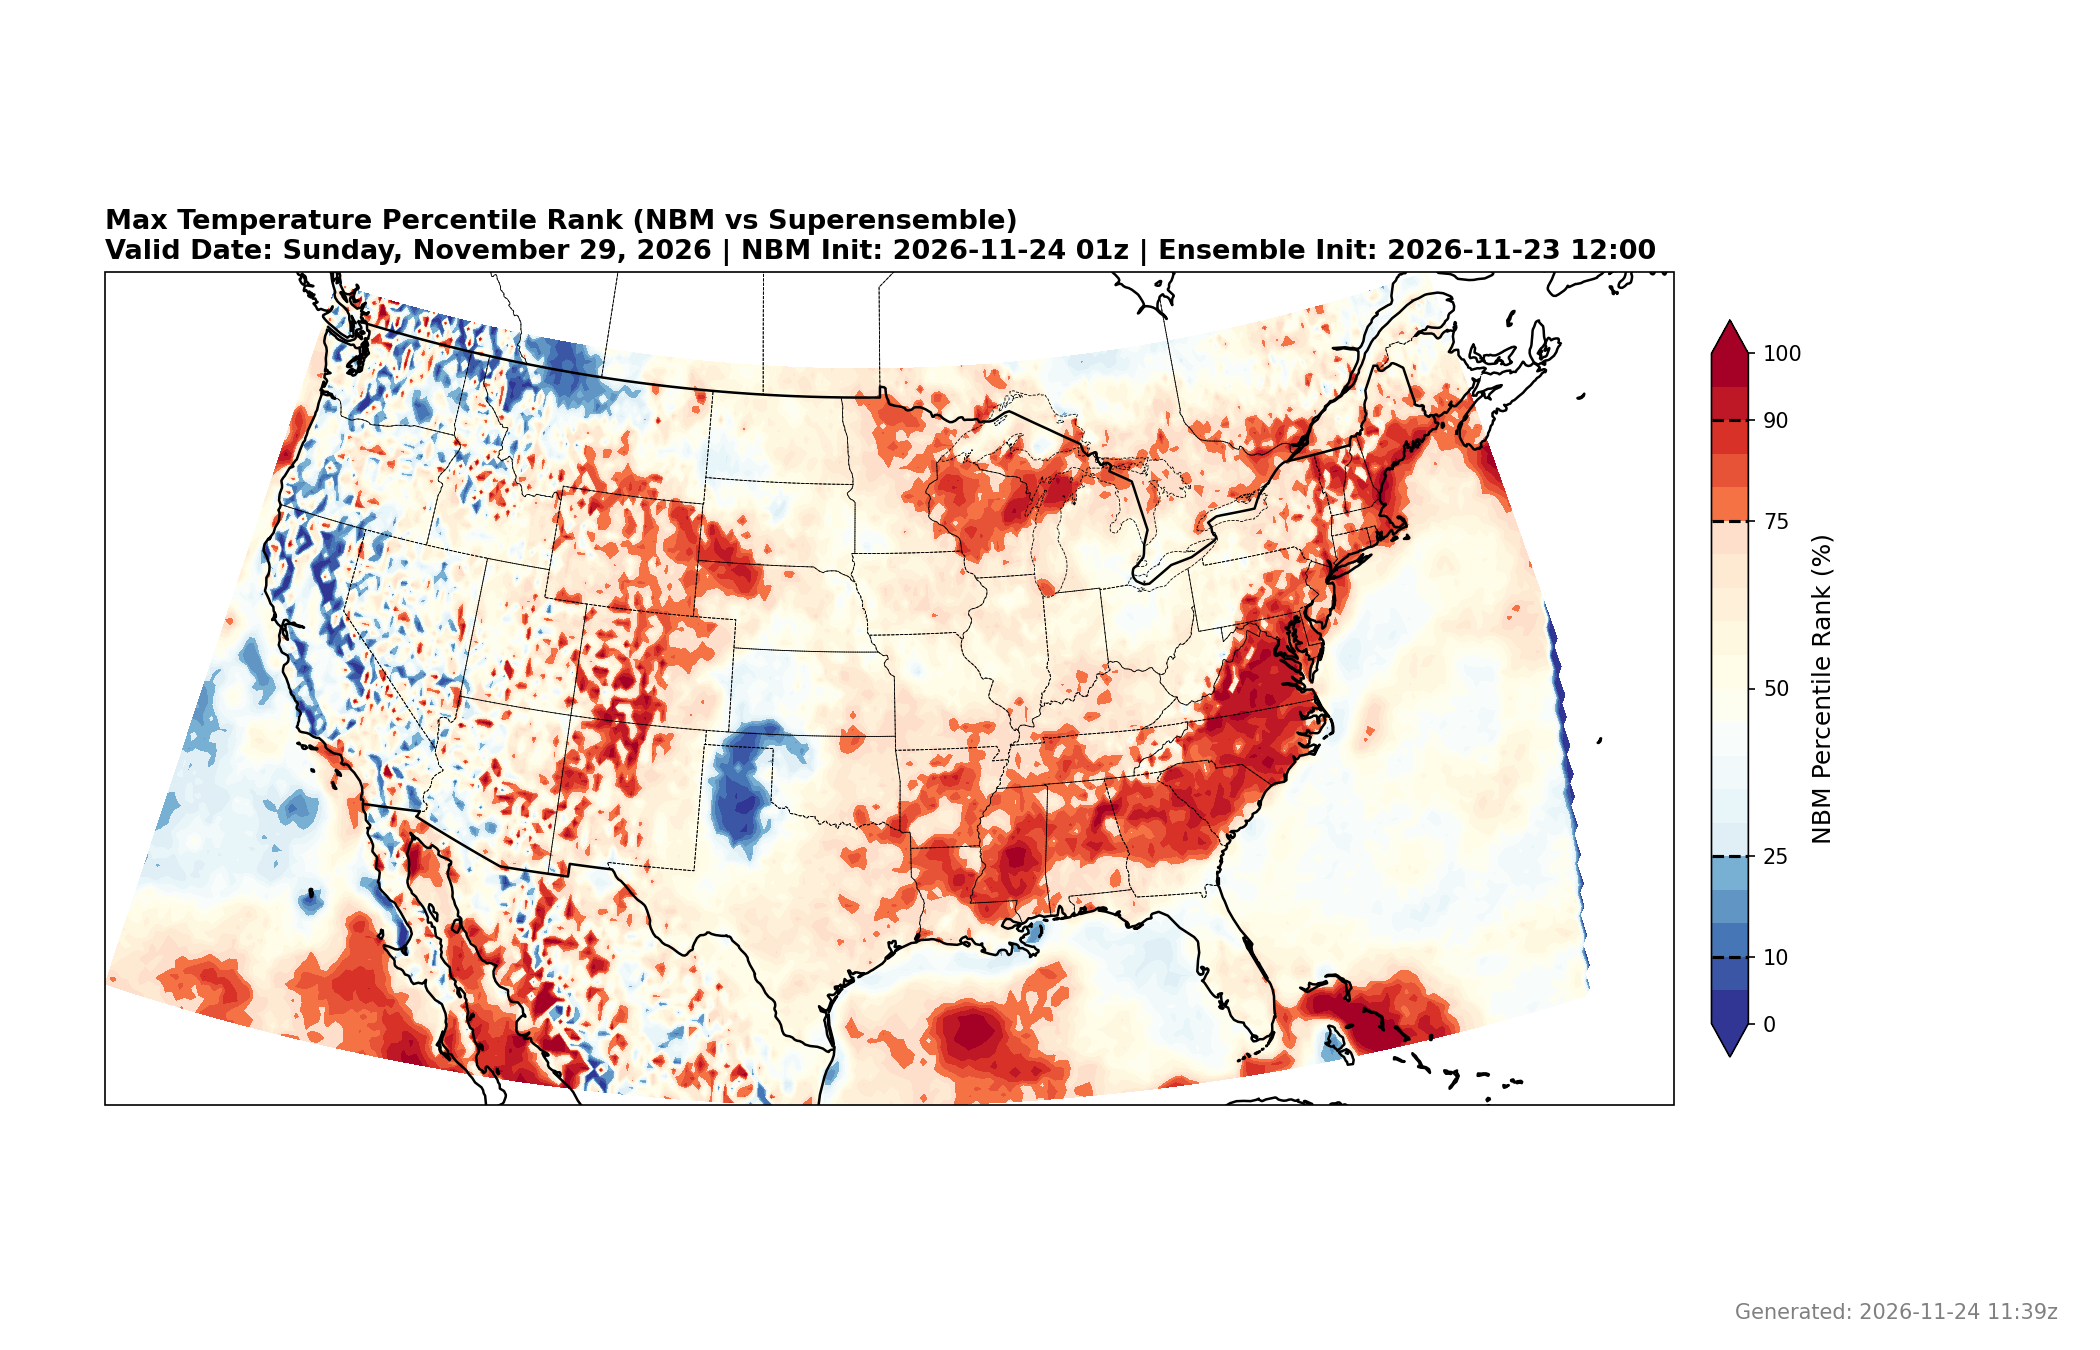 Max Temperature Percentile Rank (NBM vs Superensemble)
Valid Date: Sunday, November 29, 2026 | NBM Init: 2026-11-24 01z | Ensemble Init: 2026-11-23 12:00
100
90
75
50
25
10
0
NBM Percentile Rank (%)
Generated: 2026-11-24 11:39z